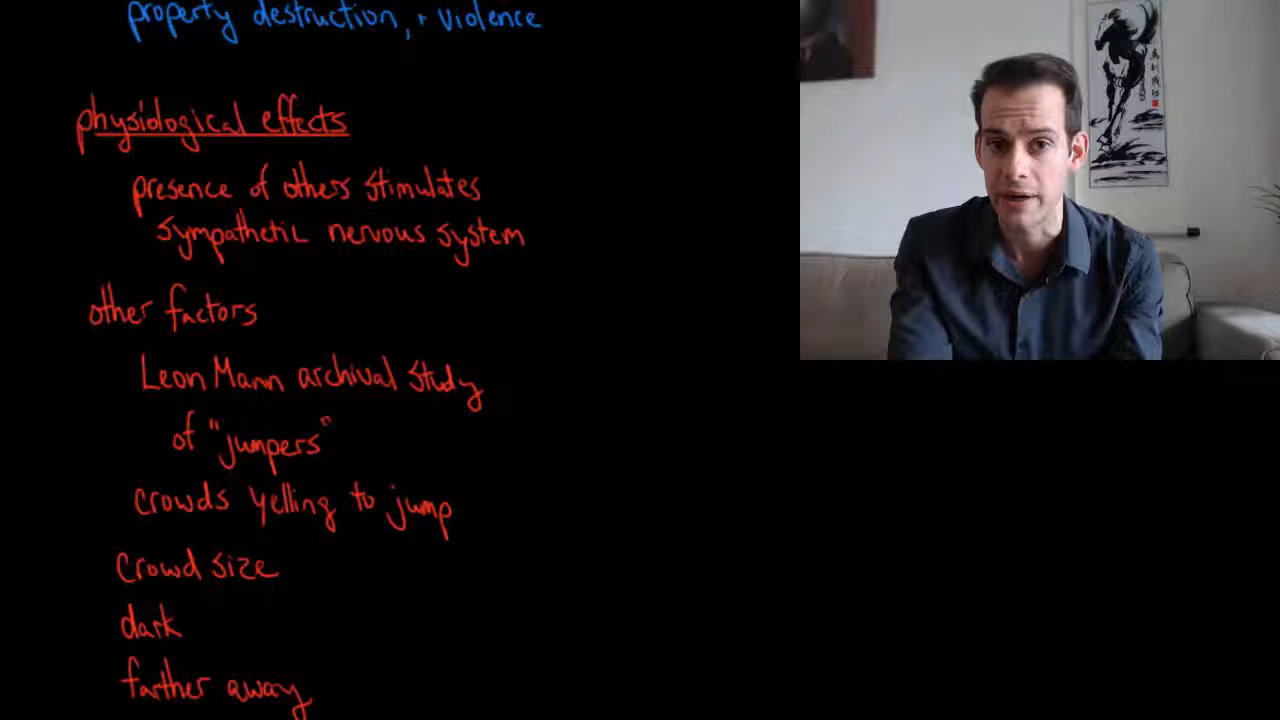 property destruction, + violence
physiological effects
presence of others stimulates
sympathetic nervous system
other factors
Leon Mann archival study
of "jumpers"
crowds yelling to jump
crowd size
dark
farther away